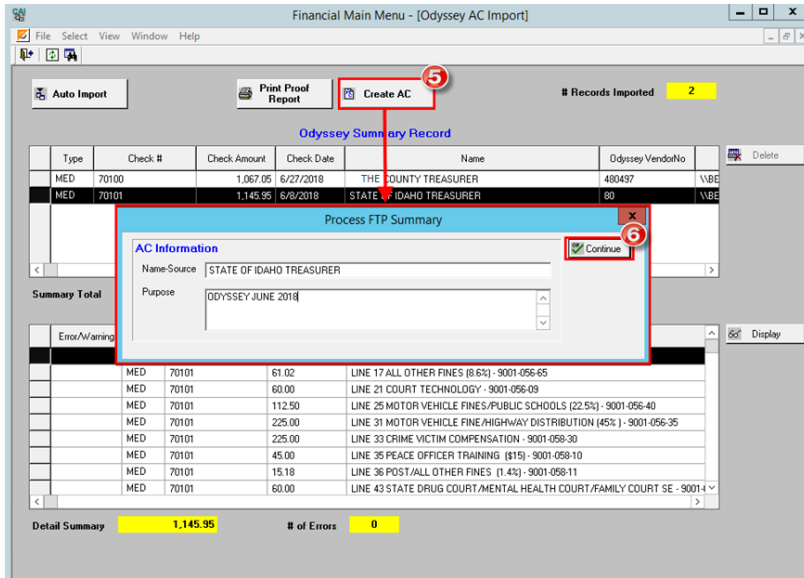 CAI
Financial Main Menu - [Odyssey AC Import]
File Select View Window Help
Auto Import
Print Proof Report
Create AC
5
# Records Imported 2
Odyssey Summary Record
Type Check # Check Amount Check Date Name Odyssey VendorNo
Delete
MED 70100 1,067.05 6/27/2018 THE COUNTY TREASURER 480497 \\BE
MED 70101 1,145.95 6/8/2018 STATE OF IDAHO TREASURER 80 \\BE
Process FTP Summary
x
6
AC Information
Continue
Name-Source STATE OF IDAHO TREASURER
Purpose ODYSSEY JUNE 2018
Summary Total
Error/Warning
Display
MED 70101 61.02 LINE 17 ALL OTHER FINES (8.6%) - 9001-056-65
MED 70101 60.00 LINE 21 COURT TECHNOLOGY - 9001-056-09
MED 70101 112.50 LINE 25 MOTOR VEHICLE FINES/PUBLIC SCHOOLS (22.5%) - 9001-056-40
MED 70101 225.00 LINE 31 MOTOR VEHICLE FINE/HIGHWAY DISTRIBUTION (45% ) - 9001-056-35
MED 70101 225.00 LINE 33 CRIME VICTIM COMPENSATION - 9001-058-30
MED 70101 45.00 LINE 35 PEACE OFFICER TRAINING ($15) - 9001-058-10
MED 70101 15.18 LINE 36 POST/ALL OTHER FINES (1.4%) - 9001-058-11
MED 70101 60.00 LINE 43 STATE DRUG COURT/MENTAL HEALTH COURT/FAMILY COURT SE - 9001-
Detail Summary 1,145.95 # of Errors 0